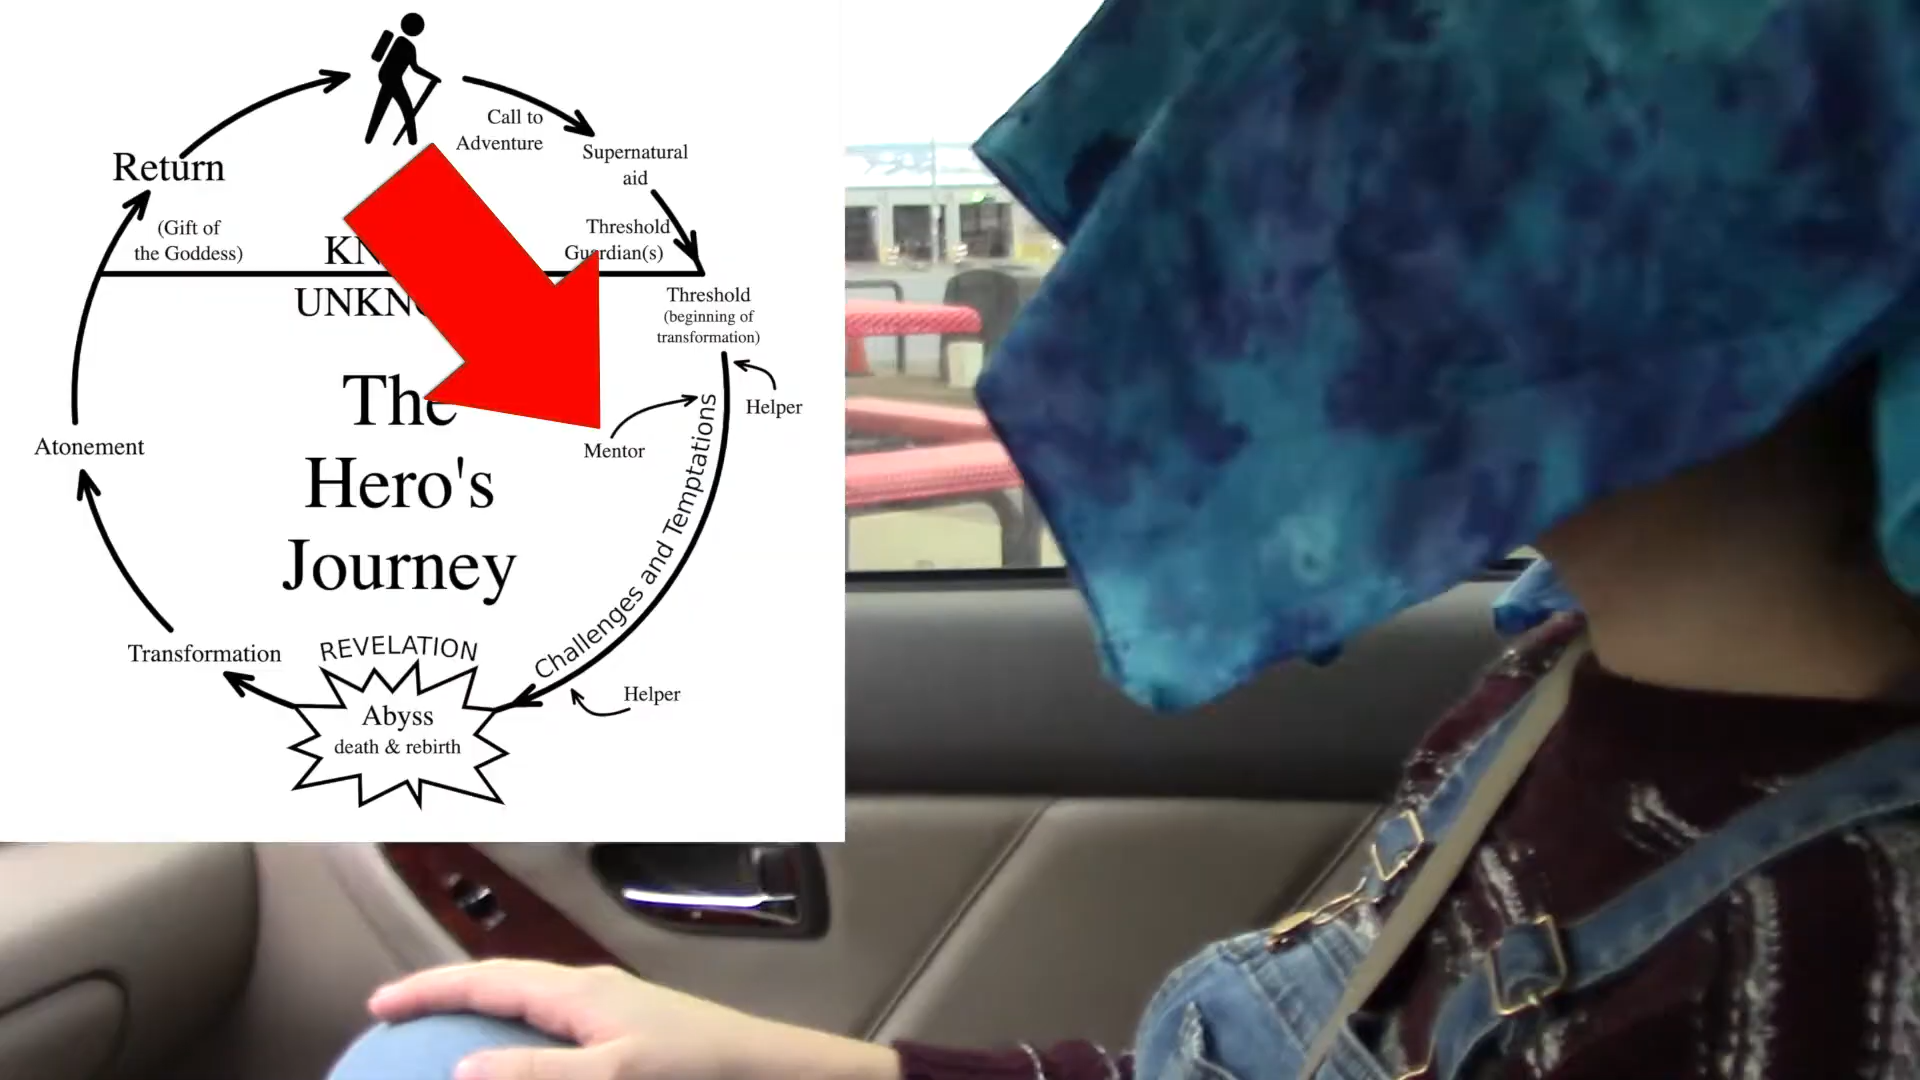 Call to
Adventure
Supernatural
aid
Return
(Gift of
the Goddess)
Threshold
Guardian(s)
Threshold
(beginning of
transformation)
The
Hero's
Journey
Helper
Mentor
Challenges and Temptations
Atonement
Transformation
REVELATION
Abyss
death & rebirth
Helper